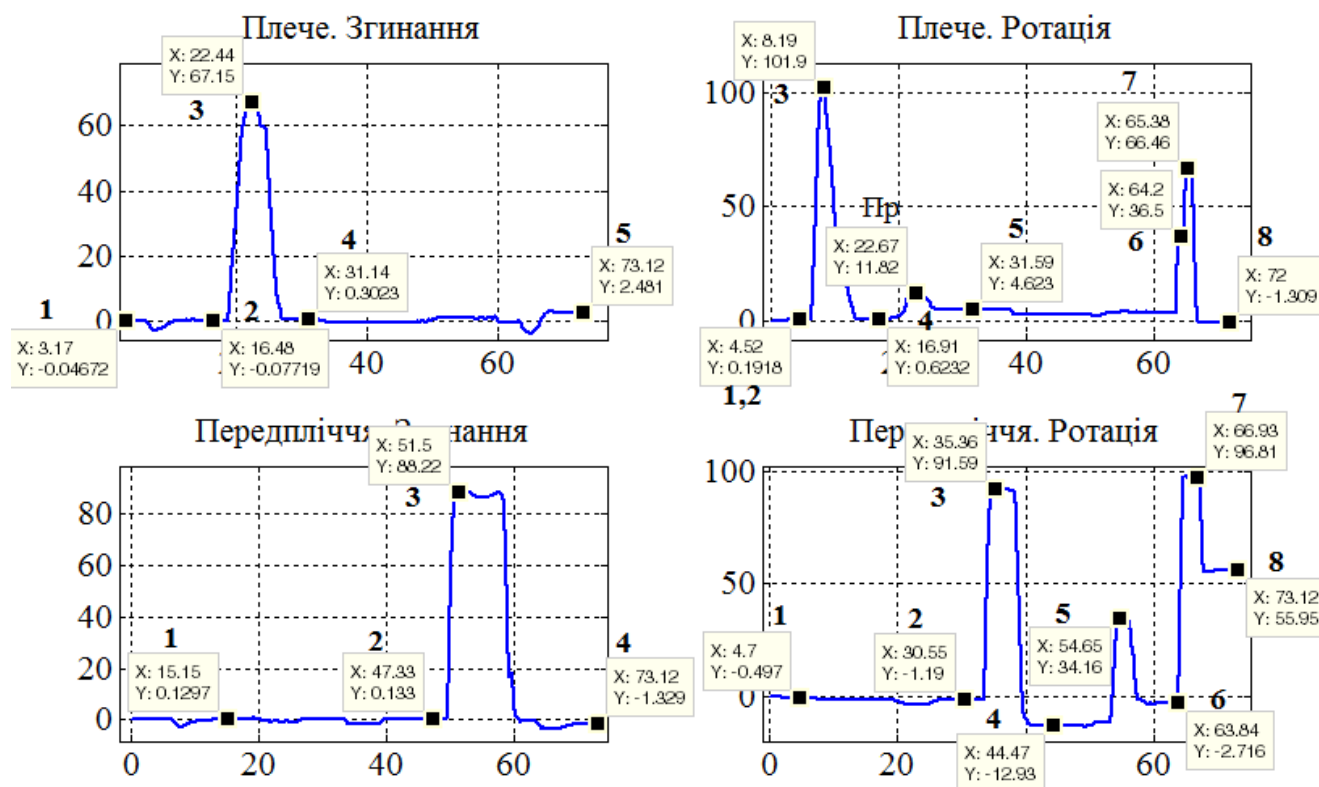 Плече. Згинання
X: 22.44
Y: 67.15
3
60
40
20
0
1
X: 3.17
Y: -0.04672
2
X: 16.48
Y: -0.07719
4
X: 31.14
Y: 0.3023
5
X: 73.12
Y: 2.481
40
60
Плече. Ротація
X: 8.19
Y: 101.9
3
100
50
0
7
X: 65.38
Y: 66.46
X: 64.2
Y: 36.5
6
Пр
X: 22.67
Y: 11.82
5
X: 31.59
Y: 4.623
8
X: 72
Y: -1.309
4
X: 4.52
Y: 0.1918
1,2
2
X: 16.91
Y: 0.6232
40
60
Передпліччя. З нання
X: 51.5
Y: 88.22
3
80
60
40
20
0
1
X: 15.15
Y: 0.1297
2
X: 47.33
Y: 0.133
4
X: 73.12
Y: -1.329
0
20
40
60
Пер ччя. Ротація
X: 35.36
Y: 91.59
3
7
X: 66.93
Y: 96.81
100
50
0
1
X: 4.7
Y: -0.497
2
X: 30.55
Y: -1.19
5
X: 54.65
Y: 34.16
8
X: 73.12
Y: 55.95
4
X: 44.47
Y: -12.93
6
X: 63.84
Y: -2.716
0
20
40
60